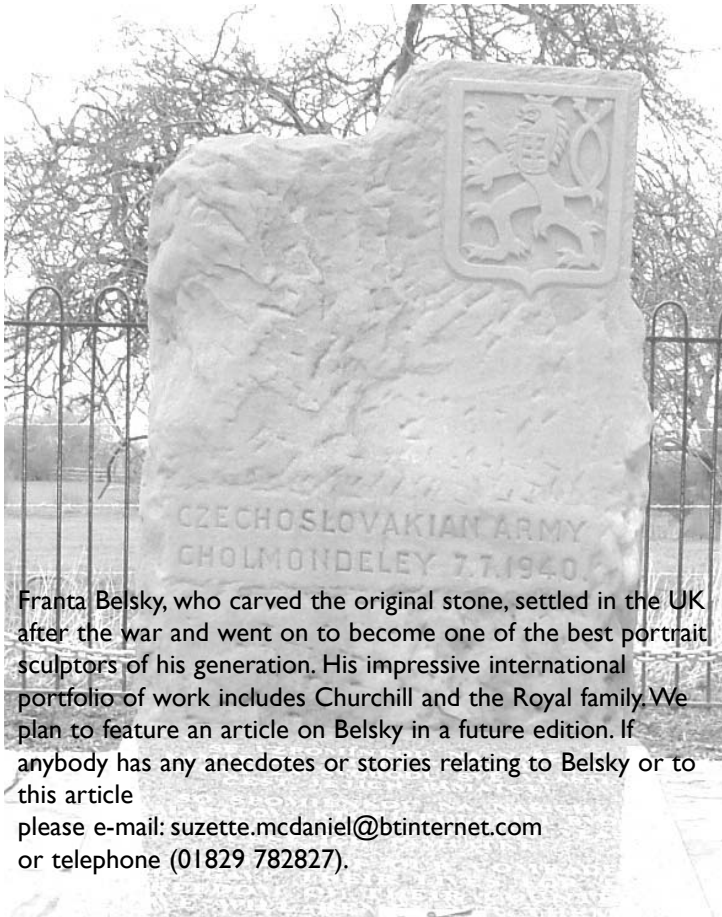 CZECHOSLOVAKIAN ARMY
CHOLMONDELEY 7.7.1940.
Franta Belsky, who carved the original stone, settled in the UK
after the war and went on to become one of the best portrait
sculptors of his generation. His impressive international
portfolio of work includes Churchill and the Royal family. We
plan to feature an article on Belsky in a future edition. If
anybody has any anecdotes or stories relating to Belsky or to
this article
please e-mail: suzette.mcdaniel@btinternet.com
or telephone (01829 782827).